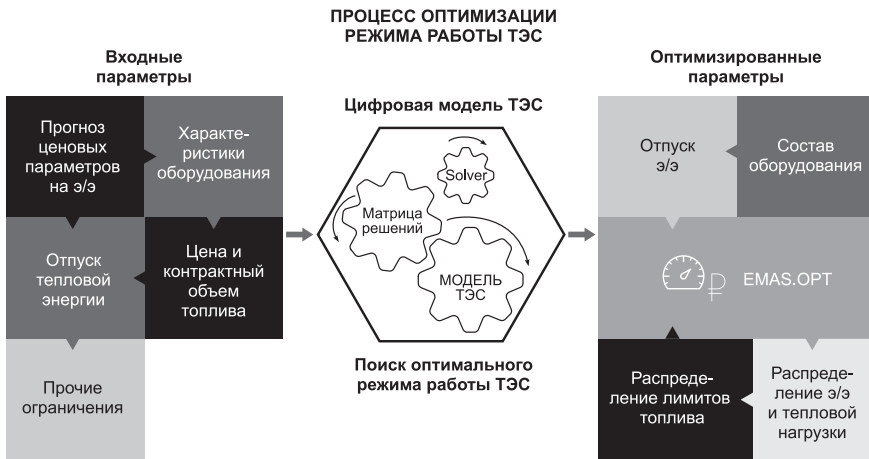 ПРОЦЕСС ОПТИМИЗАЦИИ
РЕЖИМА РАБОТЫ ТЭС
Входные
параметры
Прогноз
ценовых
параметров
на э/э
Характе-
ристики
оборудования
Отпуск
тепловой
энергии
Цена и
контрактный
объем
топлива
Прочие
ограничения
Цифровая модель ТЭС
Solver
Матрица
решений
МОДЕЛЬ
ТЭС
Поиск оптимального
режима работы ТЭС
Оптимизированные
параметры
Отпуск
э/э
Состав
оборудования
₽ EMAS.OPT
Распреде-
ление лимитов
топлива
Распреде-
ление э/э
и тепловой
нагрузки